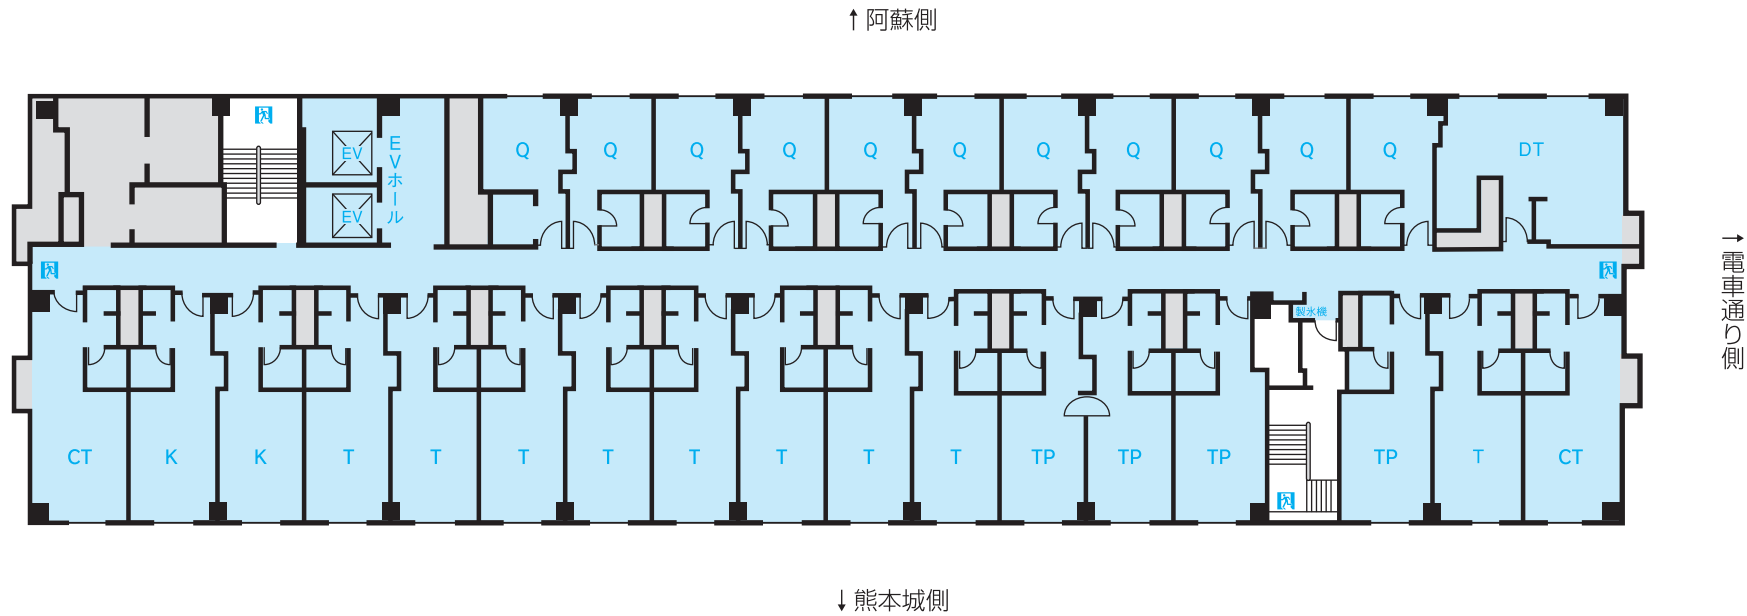 ↑ 阿蘇側
EV
EV
EVホール
Q Q Q Q Q Q Q Q Q Q Q DT
→ 電車通り側
製氷機
CT K K T T T T T T T T TP TP TP TP T CT
↓ 熊本城側